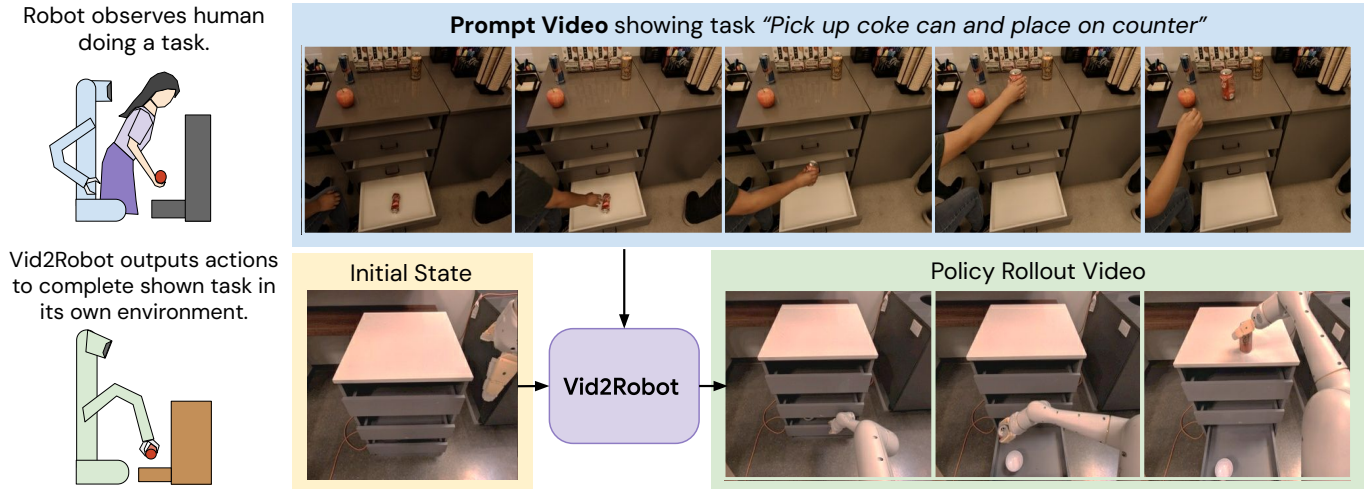 Robot observes human
doing a task.
Prompt Video showing task “Pick up coke can and place on counter”
Vid2Robot outputs actions
to complete shown task in
its own environment.
Initial State
Vid2Robot
Policy Rollout Video